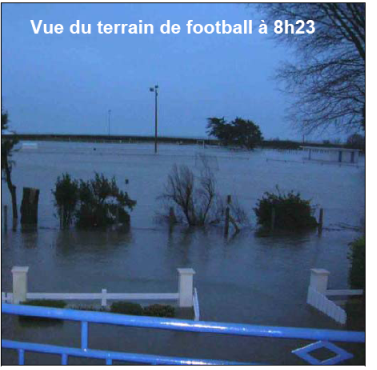 Vue du terrain de football à 8h23